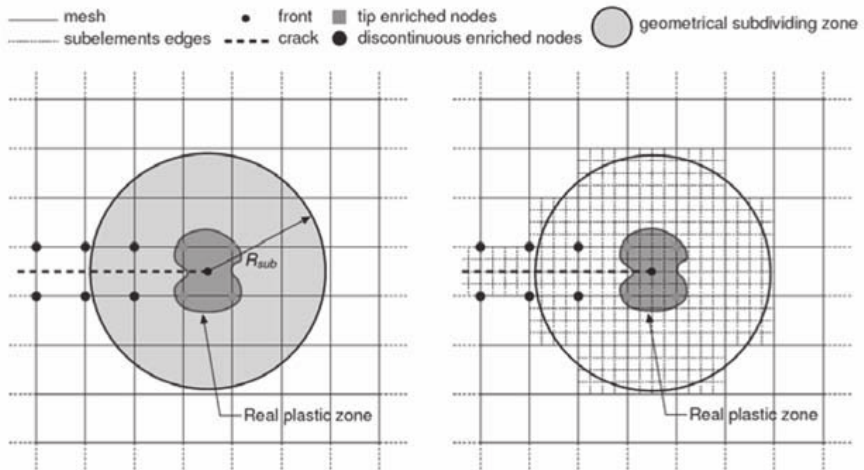 mesh
subelements edges
front
crack
tip enriched nodes
discontinuous enriched nodes
geometrical subdividing zone
Rsub
Real plastic zone
Real plastic zone